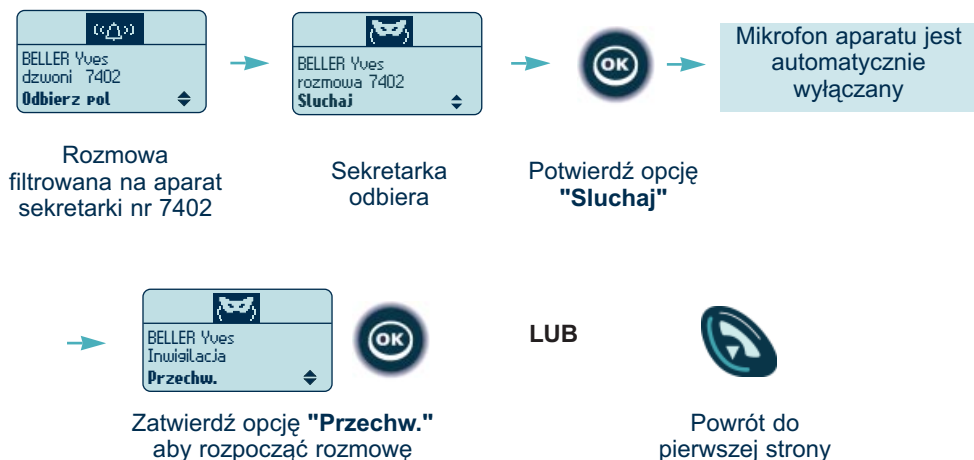 BELLER Yves
dzwoni 7402
Odbierz pol
Rozmowa
filtrowana na aparat
sekretarki nr 7402
BELLER Yves
rozmowa 7402
Sluchaj
Sekretarka
odbiera
OK
Potwierdź opcję
"Sluchaj"
Mikrofon aparatu jest
automatycznie
wyłączany
BELLER Yves
Inwigilacja
Przechw.
OK
Zatwierdź opcję "Przechw."
aby rozpocząć rozmowę
LUB
Powrót do
pierwszej strony